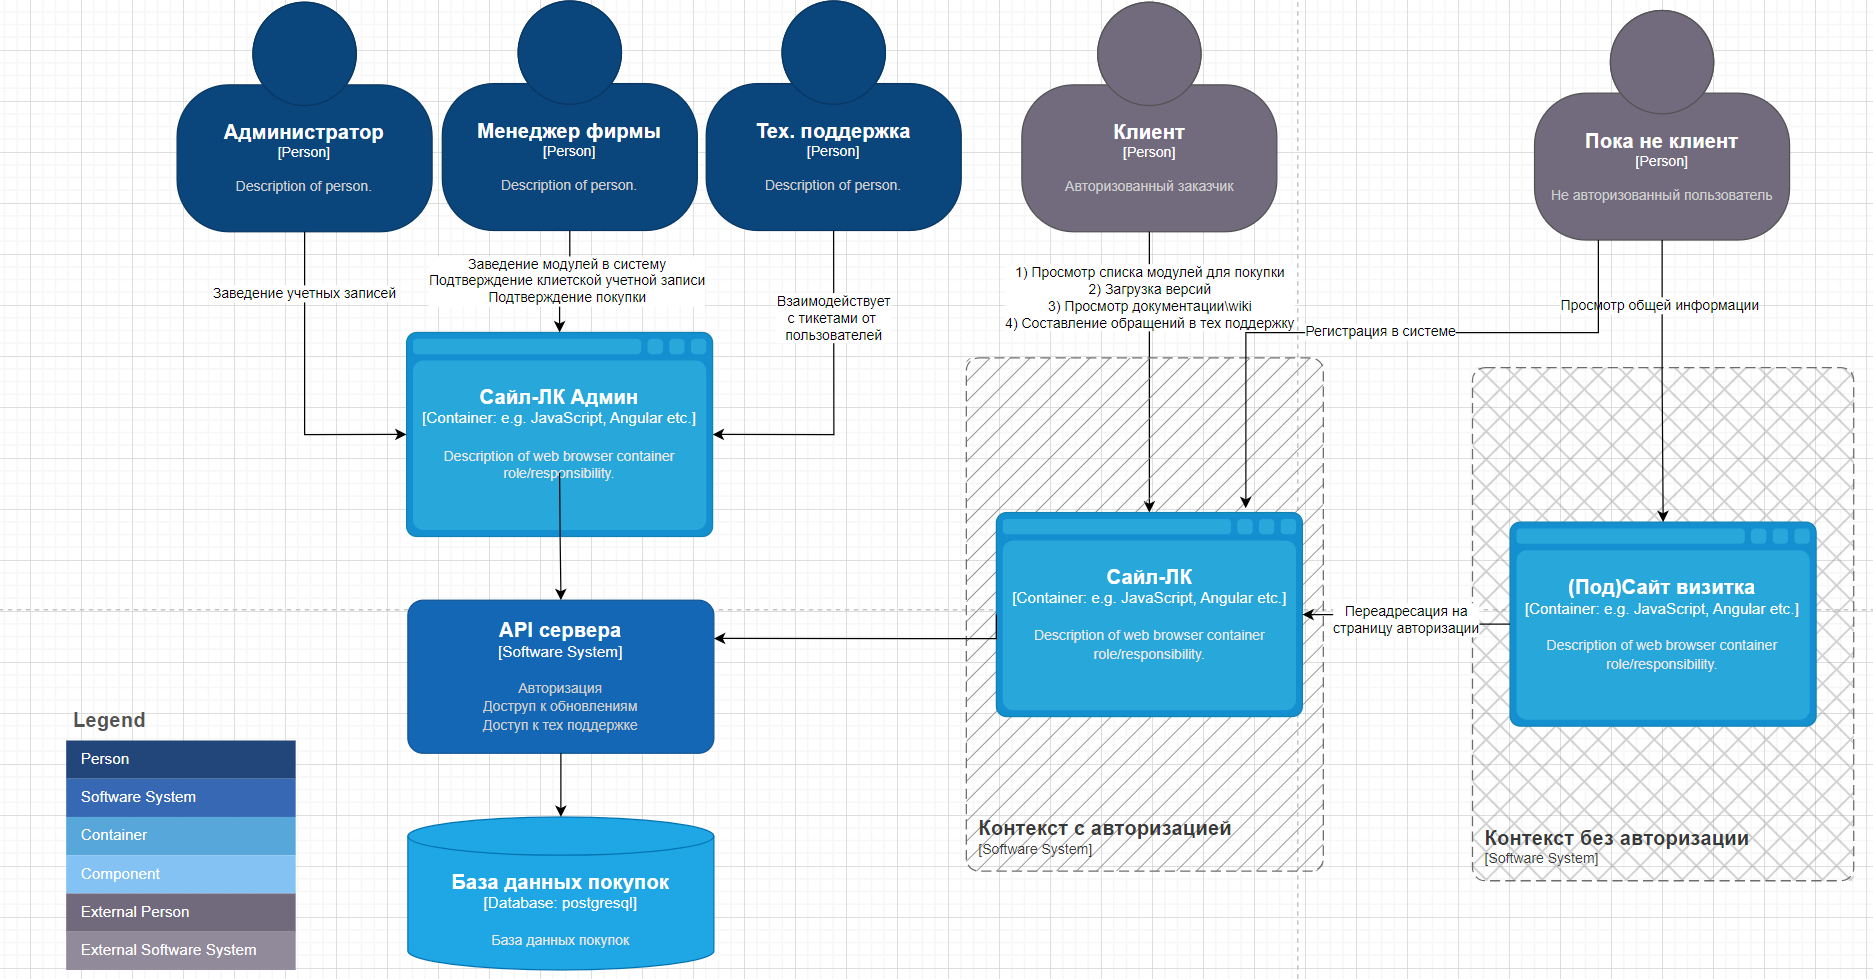 Администратор
[Person]
Description of person.
Менеджер фирмы
[Person]
Description of person.
Тех. поддержка
[Person]
Description of person.
Клиент
[Person]
Авторизованный заказчик
Пока не клиент
[Person]
Не авторизованный пользователь
Заведение учетных записей
Заведение модулей в систему
Подтверждение клиетской учетной записи
Подтверждение покупки
Взаимодействует
с тикетами от
пользователей
1) Просмотр списка модулей для покупки
2) Загрузка версий
3) Просмотр документации\wiki
4) Составление обращений в тех поддержку
Регистрация в системе
Просмотр общей информации
Сайл-ЛК Админ
[Container: e.g. JavaScript, Angular etc.]
Description of web browser container
role/responsibility.
Сайл-ЛК
[Container: e.g. JavaScript, Angular etc.]
Description of web browser container
role/responsibility.
Переадресация на
страницу авторизации
(Под)Сайт визитка
[Container: e.g. JavaScript, Angular etc.]
Description of web browser container
role/responsibility.
API сервера
[Software System]
Авторизация
Доструп к обновлениям
Доступ к тех поддержке
Контекст с авторизацией
[Software System]
Контекст без авторизации
[Software System]
База данных покупок
[Database: postgresql]
База данных покупок
Legend
Person
Software System
Container
Component
External Person
External Software System